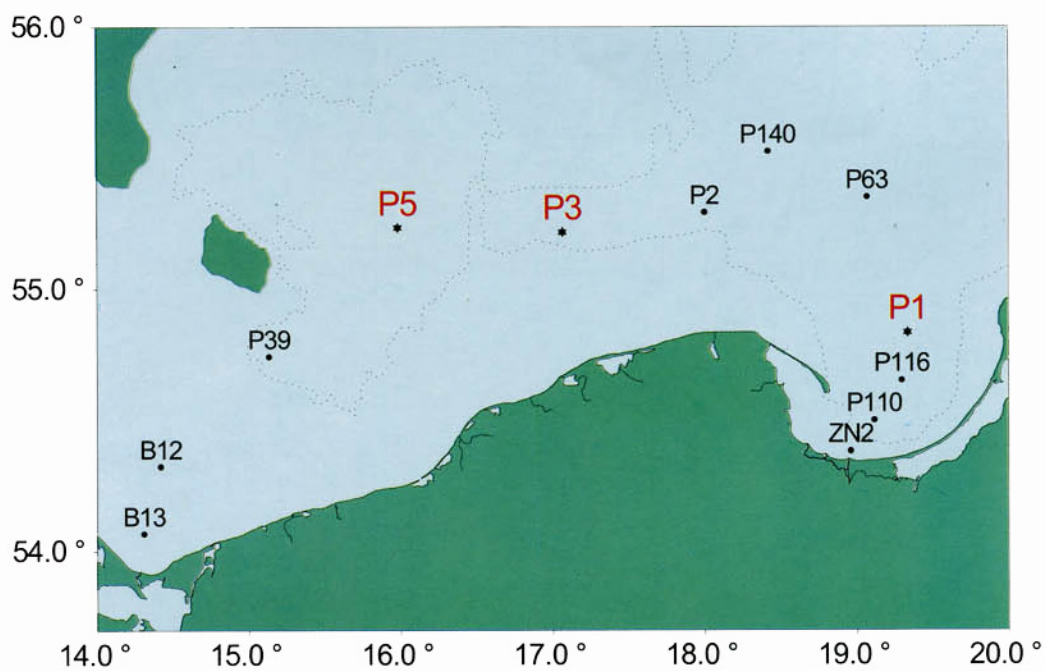 56.0 °
P140
P63
P5
P3
P2
55.0 °
P1
P39
P116
P110
ZN2
B12
B13
54.0 °
14.0 °
15.0 °
16.0 °
17.0 °
18.0 °
19.0 °
20.0 °